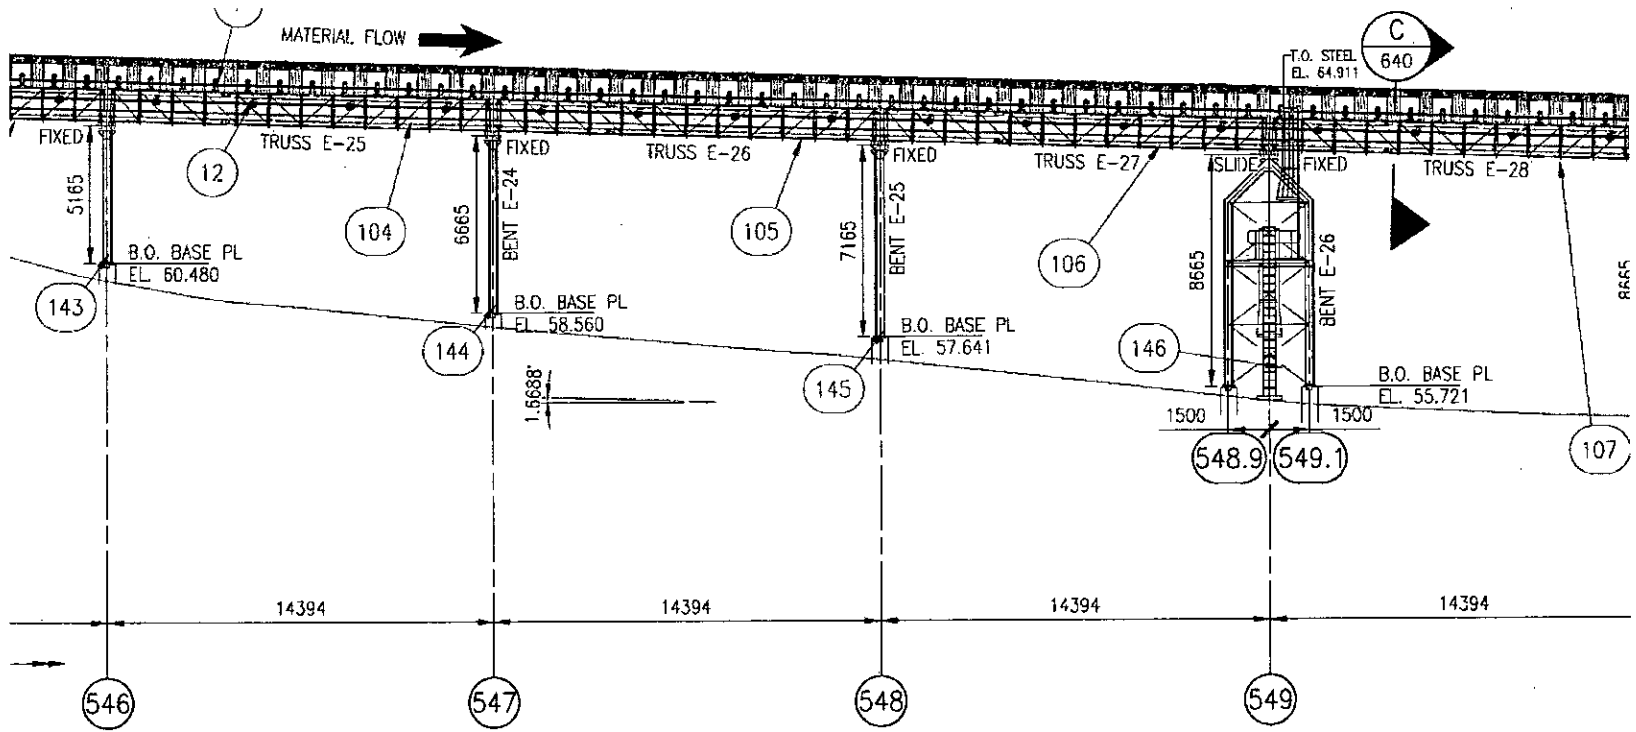 MATERIAL FLOW
C
640
T.O. STEEL
EL. 64.911
FIXED
TRUSS E-25
FIXED
TRUSS E-26
FIXED
TRUSS E-27
SLIDE
FIXED
TRUSS E-28
12
104
105
106
107
5165
6665
BENT E-24
7165
BENT E-25
8665
BENT E-26
8665
B.O. BASE PL
EL. 60.480
143
B.O. BASE PL
EL. 58.560
144
B.O. BASE PL
EL. 57.641
145
146
B.O. BASE PL
EL. 55.721
1.6688°
1500
1500
548.9
549.1
14394
14394
14394
14394
546
547
548
549